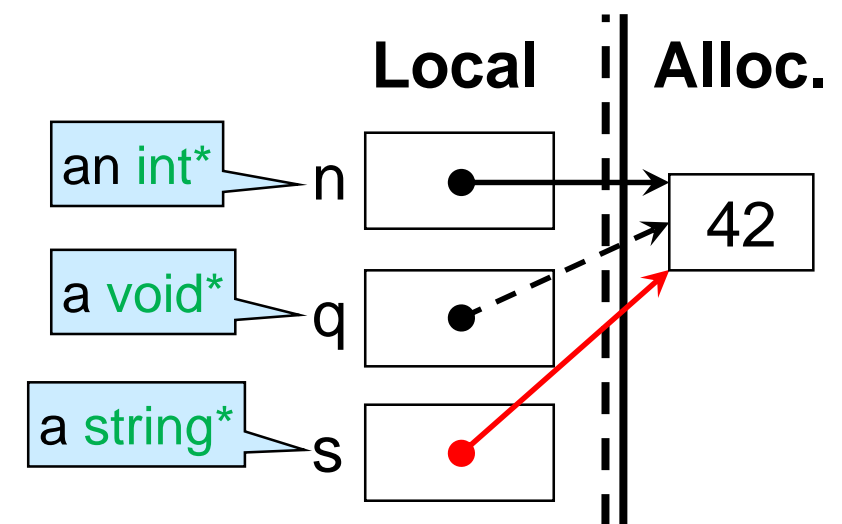 Local
Alloc.
an int*
n
42
a void*
q
a string*
s